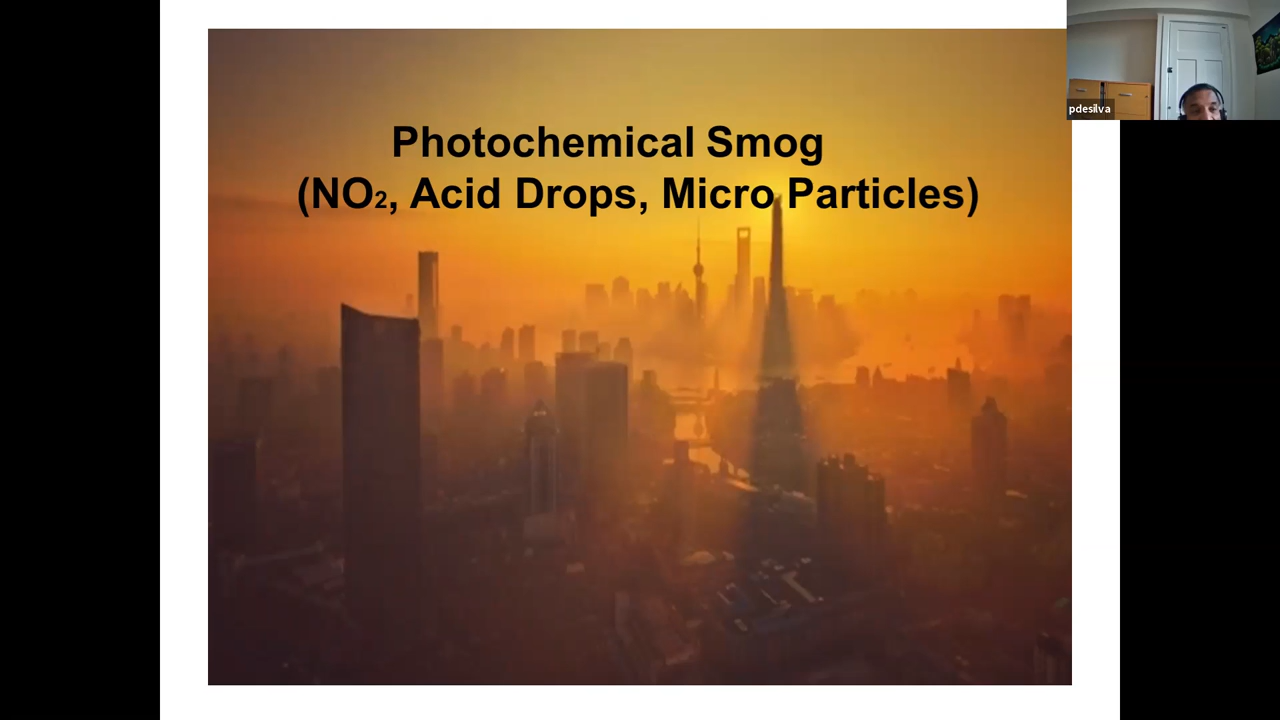 Photochemical Smog
(NO₂, Acid Drops, Micro Particles)
pdesilva